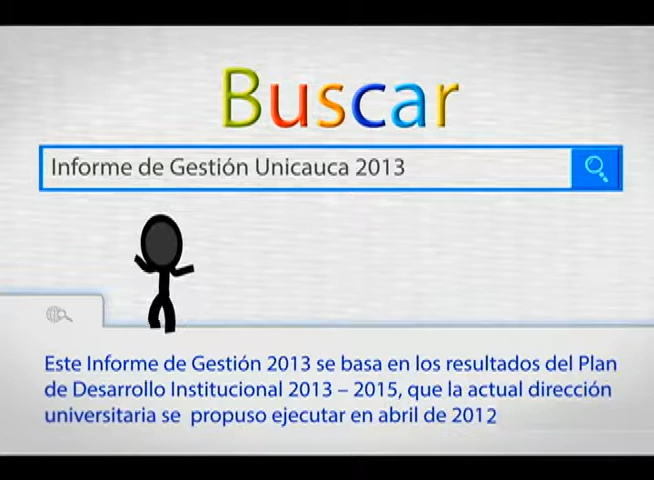 Buscar
Informe de Gestión Unicauca 2013
Este Informe de Gestión 2013 se basa en los resultados del Plan
de Desarrollo Institucional 2013 – 2015, que la actual dirección
universitaria se propuso ejecutar en abril de 2012